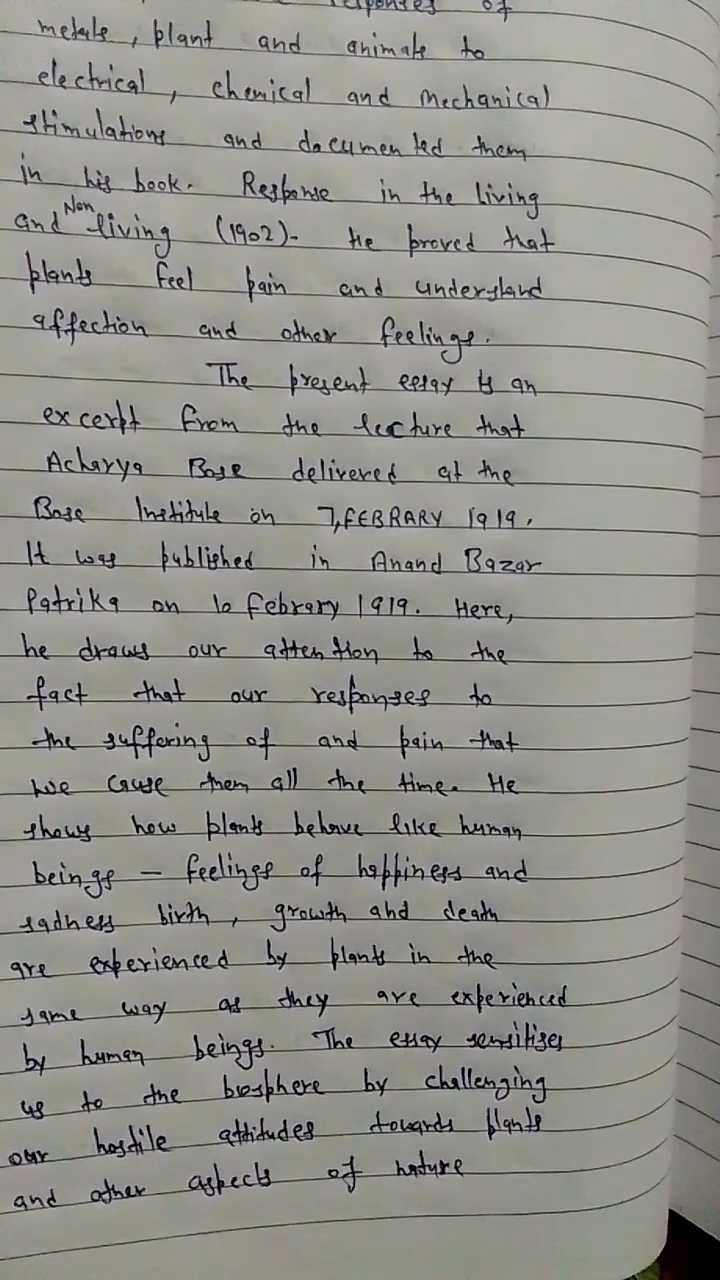 responses of
metals, plant and animals to
electrical, chemical and mechanical
stimulations and documented them
in his book. Response in the living
and Non living (1902). He proved that
plants feel pain and understand
affection and other feelings.
The present essay is an
excerpt from the lecture that
Acharya Bose delivered at the
Bose Institute on 7, FEBRARY 1919.
It was published in Anand Bazar
Patrika on 10 Febrary 1919. Here,
he draws our attention to the
fact that our responses to
the suffering of and pain that
we cause them all the time. He
shows how plants behave like human
beings – feelings of happiness and
sadness birth, growth and death
are experienced by plants in the
same way as they are experienced
by human beings. The essay sensitises
us to the biosphere by challenging
our hostile attitudes towards plants
and other aspects of nature